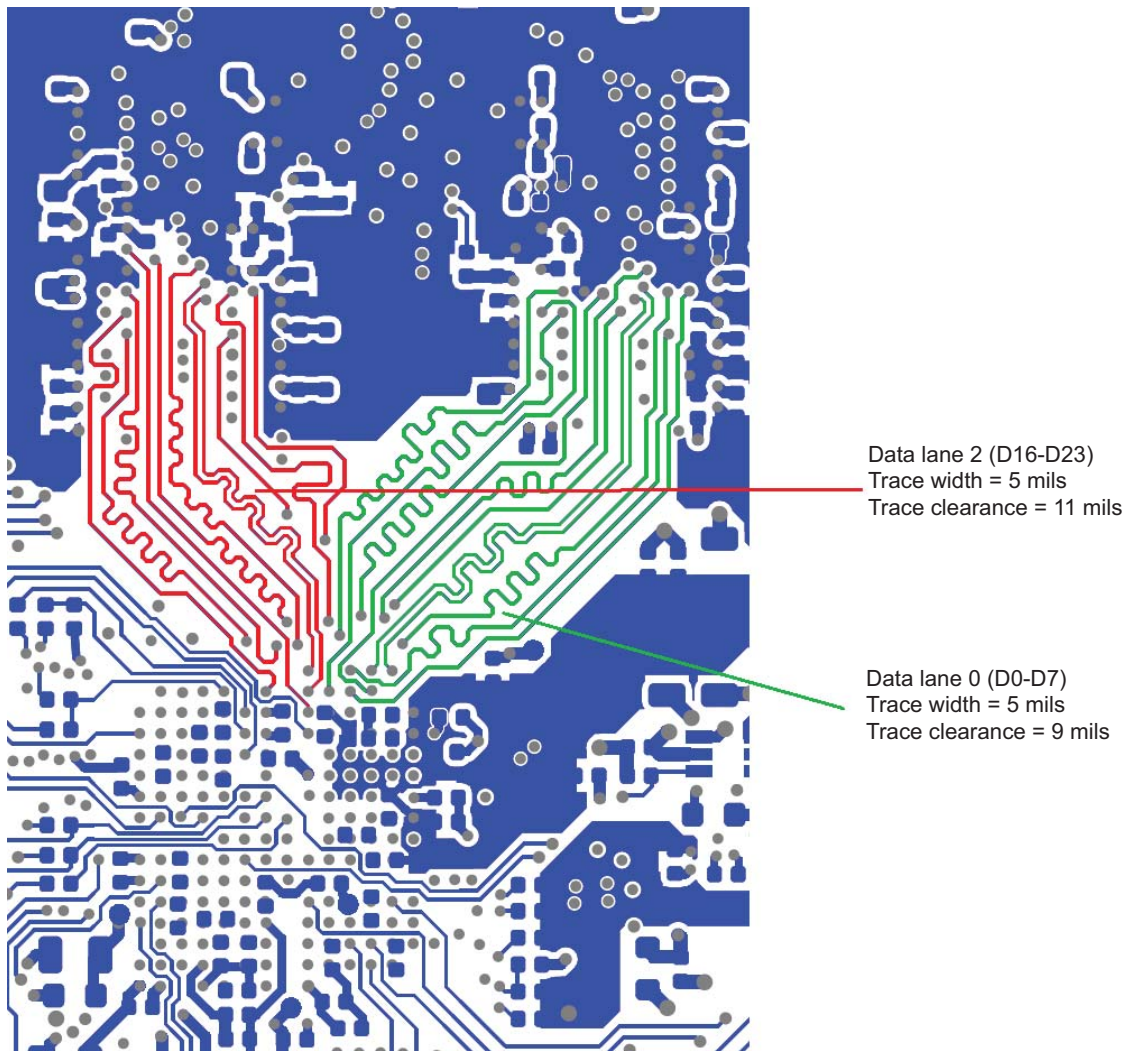 Data lane 2 (D16-D23)
Trace width = 5 mils
Trace clearance = 11 mils
Data lane 0 (D0-D7)
Trace width = 5 mils
Trace clearance = 9 mils